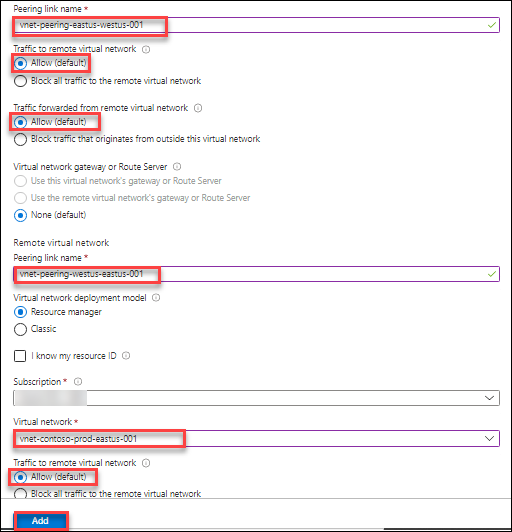 Peering link name *
vnet-peering-eastus-westus-001
Traffic to remote virtual network
Allow (default)
Block all traffic to the remote virtual network
Traffic forwarded from remote virtual network
Allow (default)
Block traffic that originates from outside this virtual network
Virtual network gateway or Route Server
Use this virtual network's gateway or Route Server
Use the remote virtual network's gateway or Route Server
None (default)
Remote virtual network
Peering link name *
vnet-peering-westus-eastus-001
Virtual network deployment model
Resource manager
Classic
I know my resource ID
Subscription *
Virtual network *
vnet-contoso-prod-eastus-001
Traffic to remote virtual network
Allow (default)
Block all traffic to the remote virtual network
Add